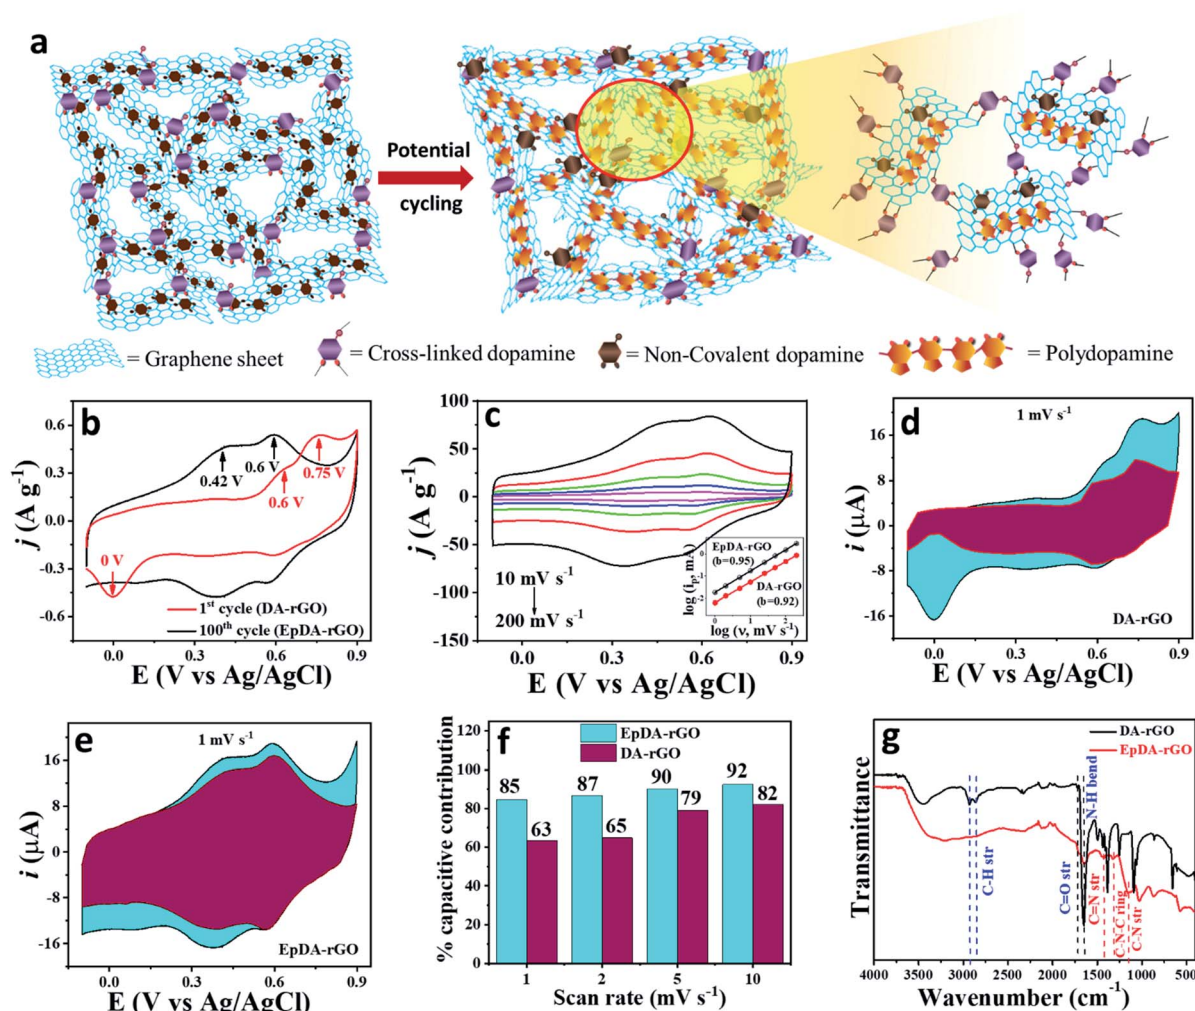 a
Potential
cycling
= Graphene sheet
= Cross-linked dopamine
= Non-Covalent dopamine
= Polydopamine
b
j (A g⁻¹)
0.6
0.3
0.0
-0.3
-0.6
0.42 V
0.6 V
0.75 V
0.6 V
0 V
1ˢᵗ cycle (DA-rGO)
100ᵗʰ cycle (EpDA-rGO)
0.0 0.3 0.6 0.9
E (V vs Ag/AgCl)
c
j (A g⁻¹)
100
50
0
-50
-100
-150
10 mV s⁻¹
200 mV s⁻¹
log (iₚ, mA)
0
-1
-2
EpDA-rGO
(b=0.95)
DA-rGO
(b=0.92)
0 1 2
log (ν, mV s⁻¹)
0.0 0.3 0.6 0.9
E (V vs Ag/AgCl)
d
1 mV s⁻¹
i (μA)
16
8
0
-8
-16
DA-rGO
0.0 0.3 0.6 0.9
E (V vs Ag/AgCl)
e
1 mV s⁻¹
i (μA)
16
8
0
-8
-16
EpDA-rGO
0.0 0.3 0.6 0.9
E (V vs Ag/AgCl)
f
% capacitive contribution
120
100
80
60
40
20
0
EpDA-rGO
DA-rGO
85 63 87 65 90 79 92 82
1 2 5 10
Scan rate (mV s⁻¹)
g
DA-rGO
EpDA-rGO
Transmittance
C-H str
C=O str
N-H bend
C=N str
C-N-C ring
C-N str
4000 3500 3000 2500 2000 1500 1000 500
Wavenumber (cm⁻¹)